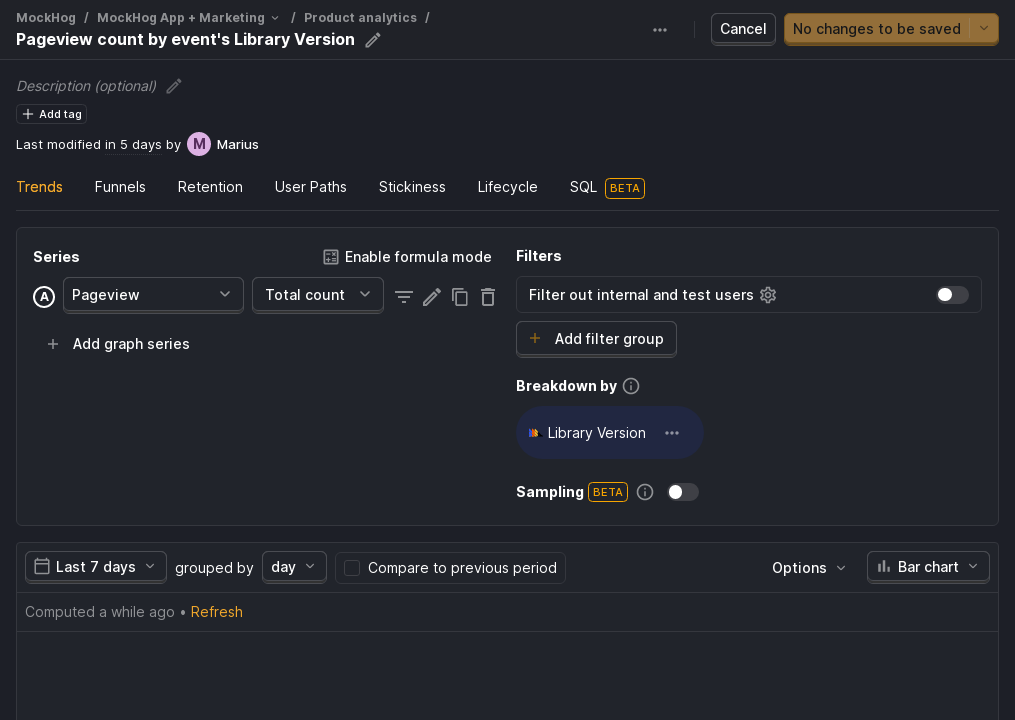 MockHog / MockHog App + Marketing / Product analytics /
Pageview count by event's Library Version
Cancel
No changes to be saved
Description (optional)
Add tag
Last modified in 5 days by M Marius
Trends Funnels Retention User Paths Stickiness Lifecycle SQL BETA
Series
Enable formula mode
A Pageview Total count
Add graph series
Filters
Filter out internal and test users
Add filter group
Breakdown by
Library Version
Sampling BETA
Last 7 days grouped by day Compare to previous period Options Bar chart
Computed a while ago • Refresh